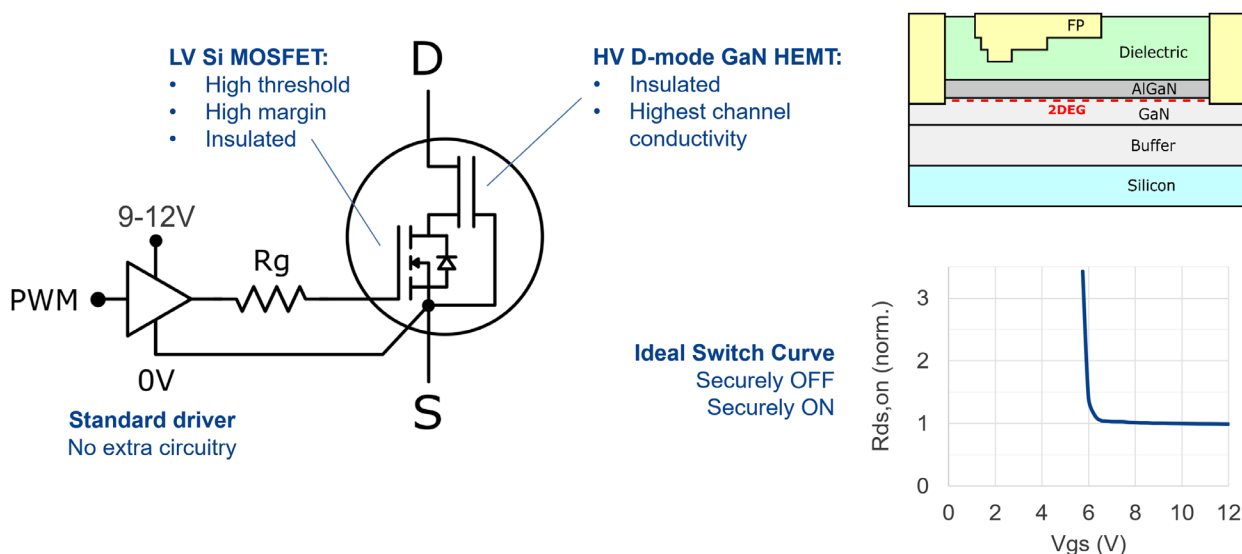 LV Si MOSFET:
• High threshold
• High margin
• Insulated
D
HV D-mode GaN HEMT:
• Insulated
• Highest channel
conductivity
9-12V
PWM
Rg
0V
S
Standard driver
No extra circuitry
FP
Dielectric
AlGaN
2DEG
GaN
Buffer
Silicon
Ideal Switch Curve
Securely OFF
Securely ON
Rds,on (norm.)
3
2
1
0
0 2 4 6 8 10 12
Vgs (V)